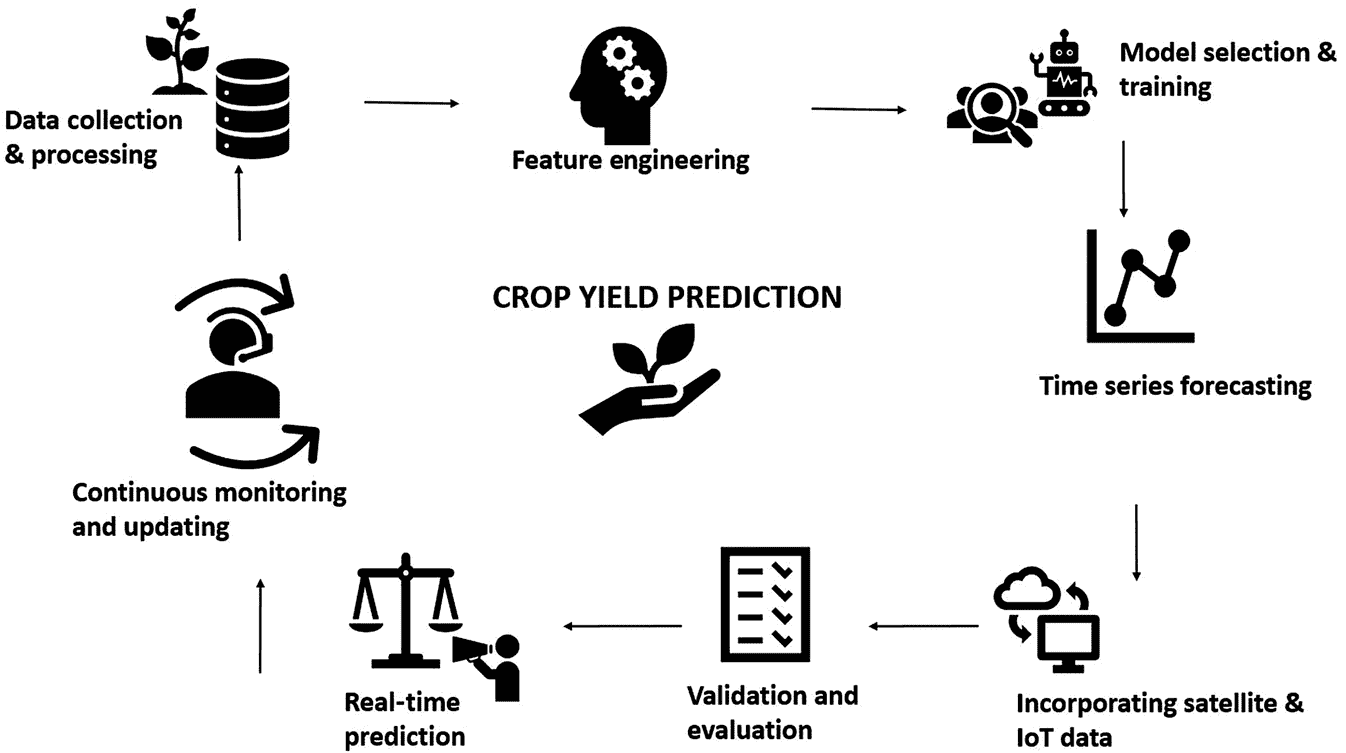 Data collection
& processing
Feature engineering
Model selection &
training
CROP YIELD PREDICTION
Time series forecasting
Continuous monitoring
and updating
Real-time
prediction
Validation and
evaluation
Incorporating satellite &
IoT data